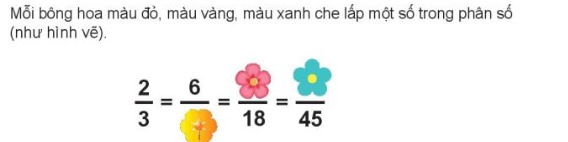 Mỗi bông hoa màu đỏ, màu vàng, màu xanh che lấp một số trong phân số
(như hình vẽ).
2/3 = 6/ = /18 = /45